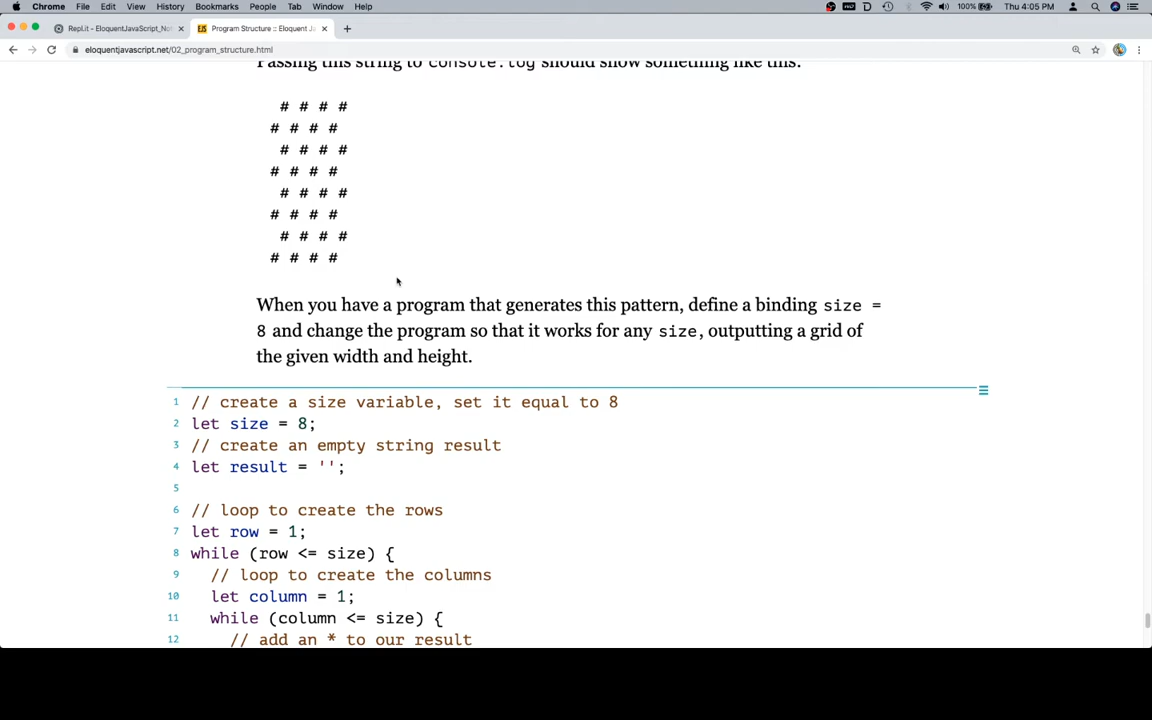 Chrome File Edit View History Bookmarks People Tab Window Help 100% Thu 4:05 PM
Repl.it - EloquentJavaScript_No Program Structure :: Eloquent Ja
eloquentjavascript.net/02_program_structure.html
Passing this string to console.log should show something like this:
# # # #
# # # #
# # # #
# # # #
# # # #
# # # #
# # # #
# # # #
When you have a program that generates this pattern, define a binding size =
8 and change the program so that it works for any size, outputting a grid of
the given width and height.
1 // create a size variable, set it equal to 8
2 let size = 8;
3 // create an empty string result
4 let result = '';
5
6 // loop to create the rows
7 let row = 1;
8 while (row <= size) {
9 // loop to create the columns
10 let column = 1;
11 while (column <= size) {
12 // add an * to our result